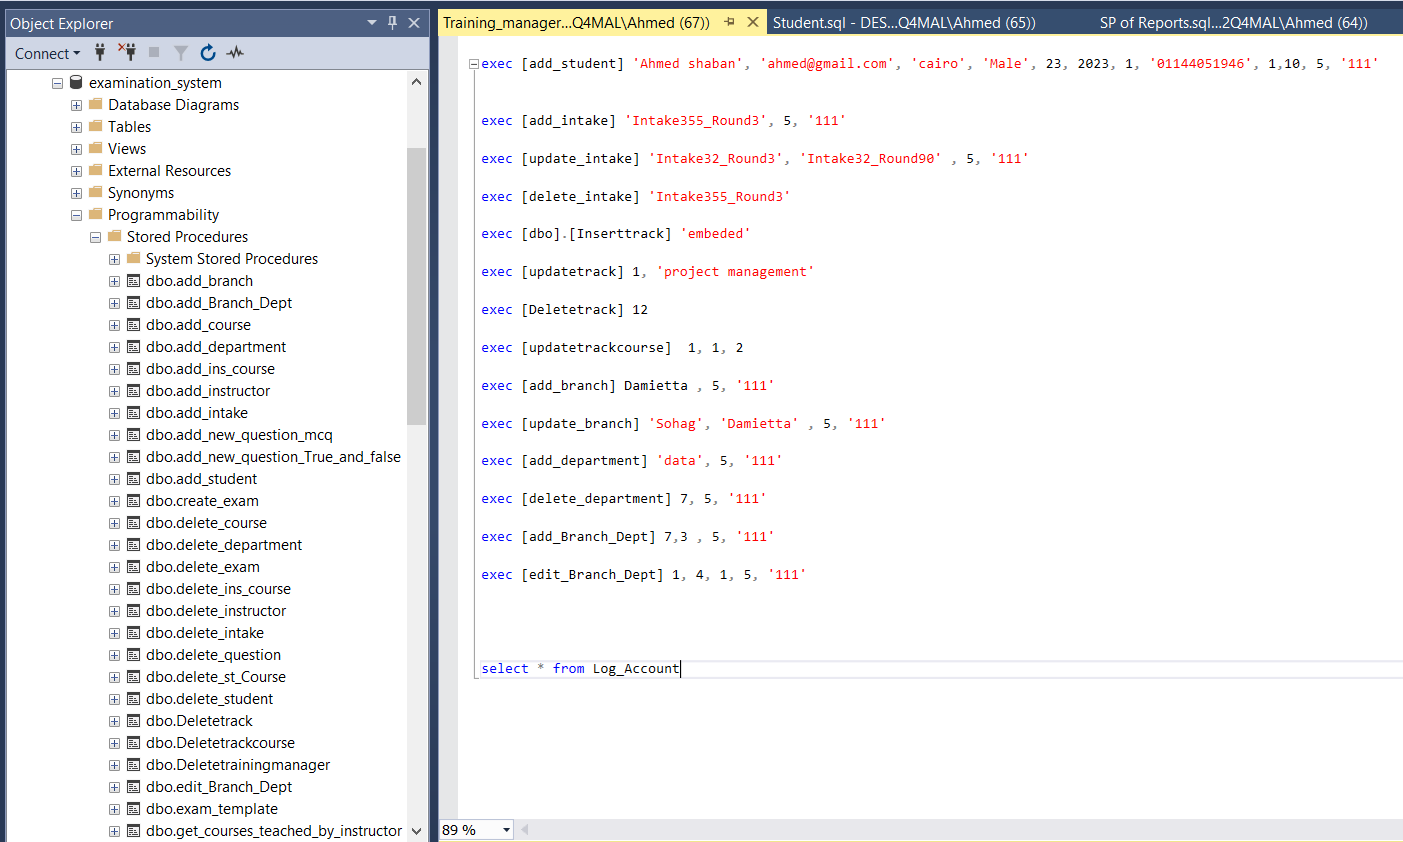 Object Explorer
Connect
examination_system
Database Diagrams
Tables
Views
External Resources
Synonyms
Programmability
Stored Procedures
System Stored Procedures
dbo.add_branch
dbo.add_Branch_Dept
dbo.add_course
dbo.add_department
dbo.add_ins_course
dbo.add_instructor
dbo.add_intake
dbo.add_new_question_mcq
dbo.add_new_question_True_and_false
dbo.add_student
dbo.create_exam
dbo.delete_course
dbo.delete_department
dbo.delete_exam
dbo.delete_ins_course
dbo.delete_instructor
dbo.delete_intake
dbo.delete_question
dbo.delete_st_Course
dbo.delete_student
dbo.Deletetrack
dbo.Deletetrackcourse
dbo.Deletetrainingmanager
dbo.edit_Branch_Dept
dbo.exam_template
dbo.get_courses_teached_by_instructor
Training_manager...Q4MAL\Ahmed (67))
Student.sql - DES...Q4MAL\Ahmed (65))
SP of Reports.sql...2Q4MAL\Ahmed (64))
exec [add_student] 'Ahmed shaban', 'ahmed@gmail.com', 'cairo', 'Male', 23, 2023, 1, '01144051946', 1,10, 5, '111'
exec [add_intake] 'Intake355_Round3', 5, '111'
exec [update_intake] 'Intake32_Round3', 'Intake32_Round90' , 5, '111'
exec [delete_intake] 'Intake355_Round3'
exec [dbo].[Inserttrack] 'embeded'
exec [updatetrack] 1, 'project management'
exec [Deletetrack] 12
exec [updatetrackcourse]  1, 1, 2
exec [add_branch] Damietta , 5, '111'
exec [update_branch] 'Sohag', 'Damietta' , 5, '111'
exec [add_department] 'data', 5, '111'
exec [delete_department] 7, 5, '111'
exec [add_Branch_Dept] 7,3 , 5, '111'
exec [edit_Branch_Dept] 1, 4, 1, 5, '111'
select * from Log_Account
89 %